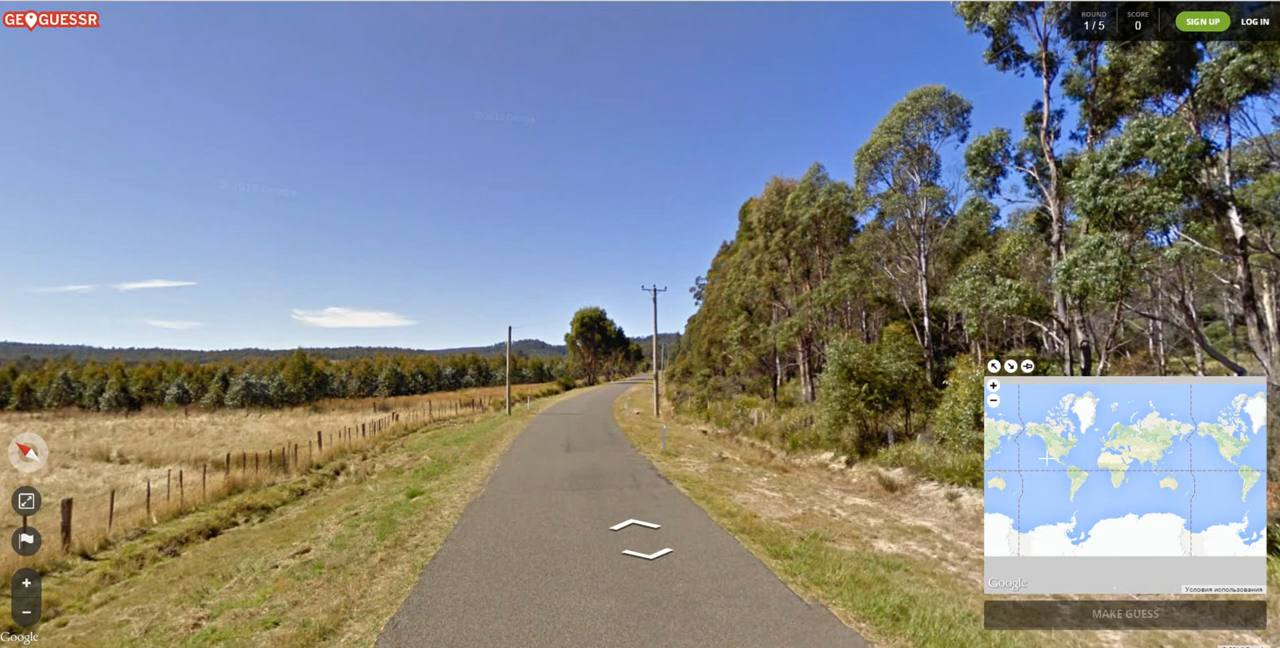 GEOGUESSR
ROUND
1 / 5
SCORE
0
SIGN UP
LOG IN
Google
Условия использования
MAKE GUESS
Google